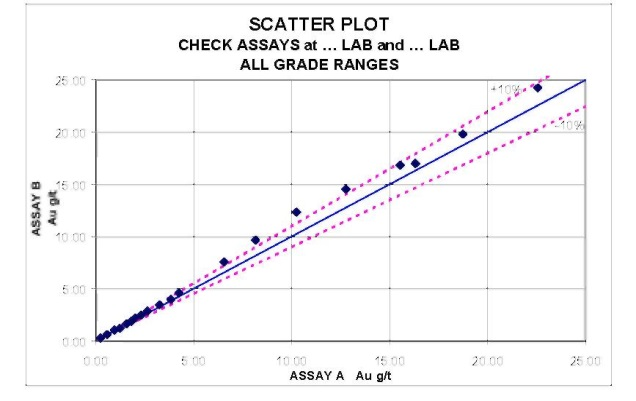 SCATTER PLOT
CHECK ASSAYS at ... LAB and ... LAB
ALL GRADE RANGES
25.00
+10%
20.00
-10%
15.00
ASSAY B
Au g/t
10.00
5.00
0.00
0.00 5.00 10.00 15.00 20.00 25.00
ASSAY A Au g/t